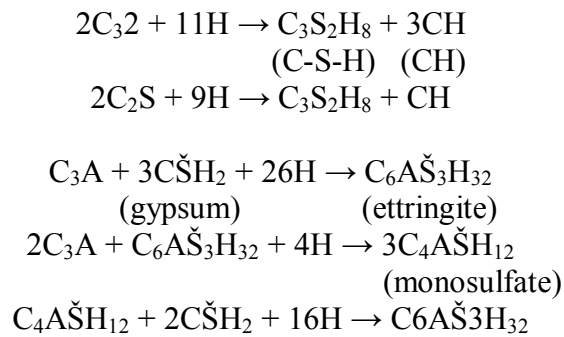 2C₃2 + 11H → C₃S₂H₈ + 3CH
(C-S-H) (CH)
2C₂S + 9H → C₃S₂H₈ + CH
C₃A + 3CŠH₂ + 26H → C₆AŠ₃H₃₂
(gypsum) (ettringite)
2C₃A + C₆AŠ₃H₃₂ + 4H → 3C₄AŠH₁₂
(monosulfate)
C₄AŠH₁₂ + 2CŠH₂ + 16H → C6AŠ3H₃₂